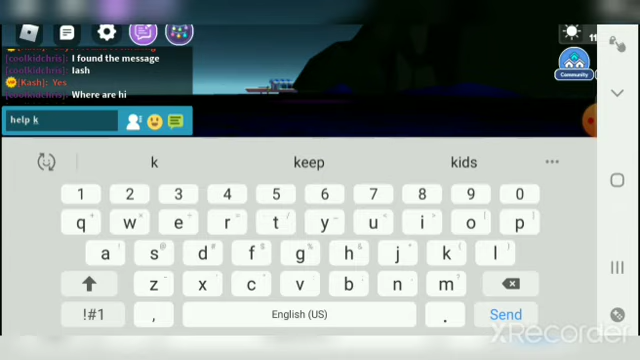 I found the message
[coolkidchris]: lash
[Kash]: Yes
[coolkidchris]: Where are hi
11
Community
help k
k keep kids
1 2 3 4 5 6 7 8 9 0
q w e r t y u i o p
a s d f g h j k l
z x c v b n m
!#1 , English (US) . Send
XRecorder